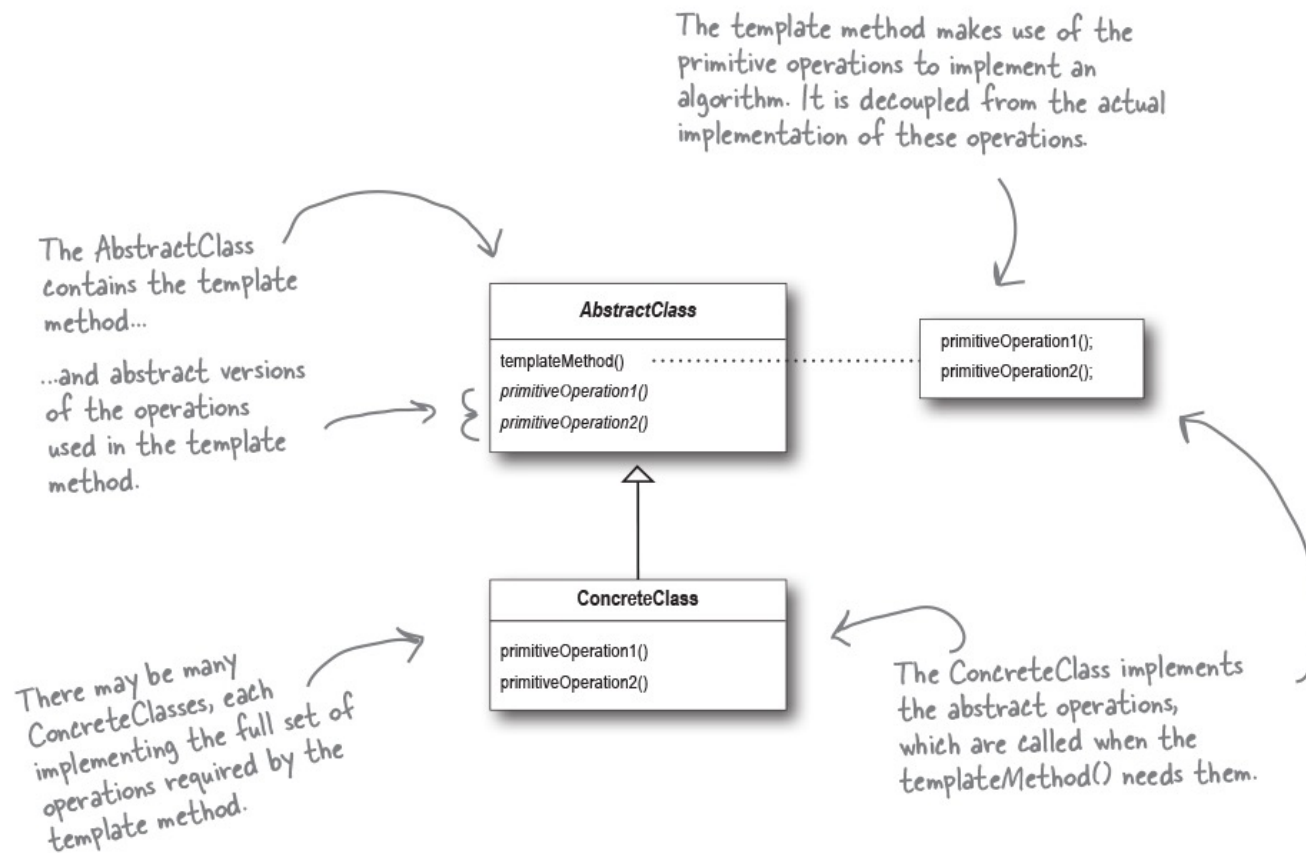 The template method makes use of the
primitive operations to implement an
algorithm. It is decoupled from the actual
implementation of these operations.
The AbstractClass
contains the template
method...
...and abstract versions
of the operations
used in the template
method.
AbstractClass
templateMethod()
primitiveOperation1()
primitiveOperation2()
primitiveOperation1();
primitiveOperation2();
ConcreteClass
primitiveOperation1()
primitiveOperation2()
There may be many
ConcreteClasses, each
implementing the full set of
operations required by the
template method.
The ConcreteClass implements
the abstract operations,
which are called when the
templateMethod() needs them.